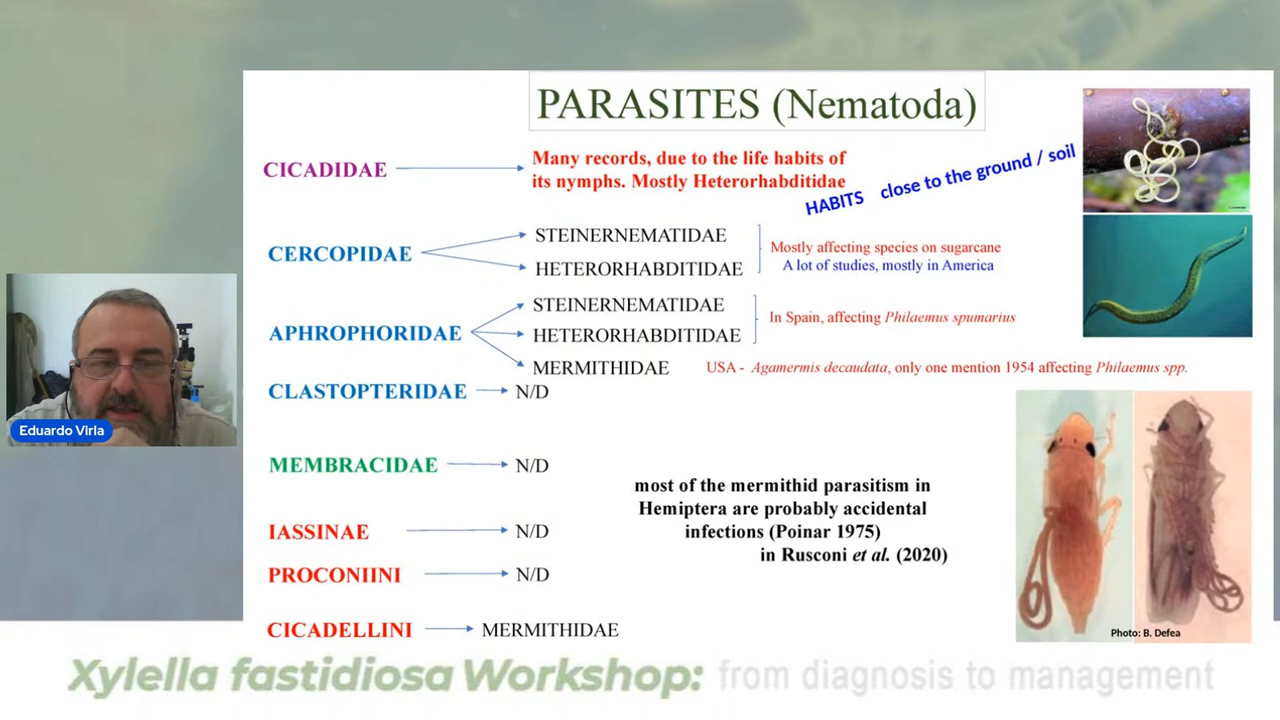 PARASITES (Nematoda)
CICADIDAE
Many records, due to the life habits of
its nymphs. Mostly Heterorhabditidae
HABITS close to the ground / soil
CERCOPIDAE
STEINERNEMATIDAE
HETERORHABDITIDAE
Mostly affecting species on sugarcane
A lot of studies, mostly in America
APHROPHORIDAE
STEINERNEMATIDAE
HETERORHABDITIDAE
In Spain, affecting Philaemus spumarius
MERMITHIDAE
USA - Agamermis decaudata, only one mention 1954 affecting Philaemus spp.
CLASTOPTERIDAE
N/D
MEMBRACIDAE
N/D
most of the mermithid parasitism in
Hemiptera are probably accidental
infections (Poinar 1975)
in Rusconi et al. (2020)
IASSINAE
N/D
PROCONIINI
N/D
CICADELLINI
MERMITHIDAE
Photo: B. Defea
Eduardo Virla
Xylella fastidiosa Workshop: from diagnosis to management